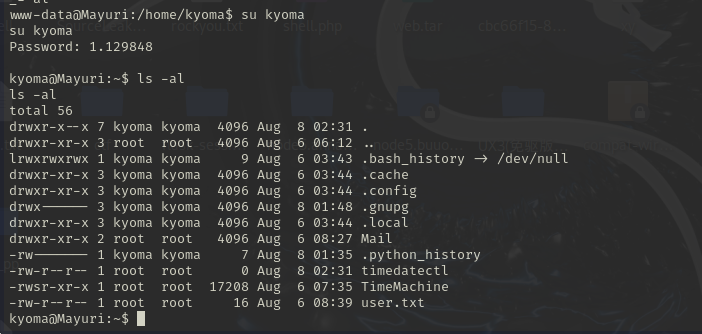 www-data@Mayuri:/home/kyoma$ su kyoma
su kyoma
Password: 1.129848
kyoma@Mayuri:~$ ls -al
ls -al
total 56
drwxr-x--x 7 kyoma kyoma  4096 Aug  8 02:31 .
drwxr-xr-x 3 root  root   4096 Aug  6 06:12 ..
lrwxrwxrwx 1 kyoma kyoma     9 Aug  6 03:43 .bash_history -> /dev/null
drwxr-xr-x 3 kyoma kyoma  4096 Aug  6 03:44 .cache
drwxr-xr-x 3 kyoma kyoma  4096 Aug  6 03:44 .config
drwx------ 3 kyoma kyoma  4096 Aug  8 01:48 .gnupg
drwxr-xr-x 3 kyoma kyoma  4096 Aug  6 03:44 .local
drwxr-xr-x 2 root  root   4096 Aug  6 08:27 Mail
-rw------- 1 kyoma kyoma     7 Aug  8 01:35 .python_history
-rw-r--r-- 1 root  root      0 Aug  8 02:31 timedatectl
-rwsr-xr-x 1 root  root  17208 Aug  6 07:35 TimeMachine
-rw-r--r-- 1 root  root     16 Aug  6 08:39 user.txt
kyoma@Mayuri:~$
rockyou.txt
shell.php
cbc66f15-8...